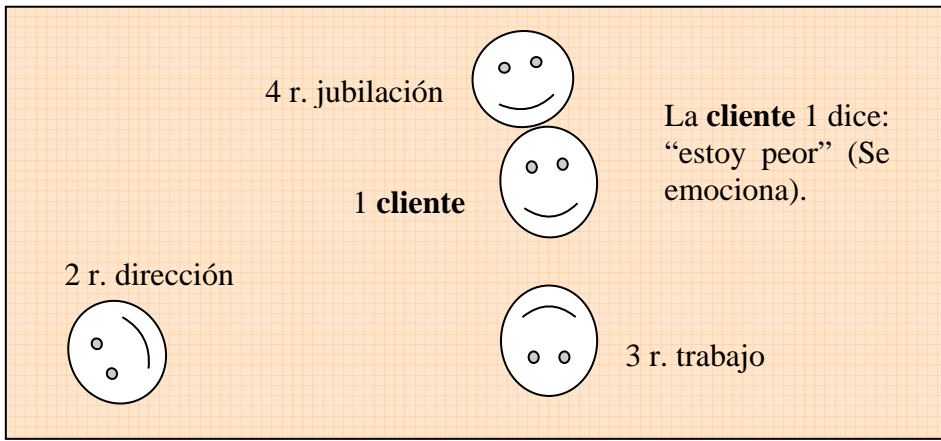 4 r. jubilación
La cliente 1 dice:
“estoy peor” (Se
emociona).
1 cliente
2 r. dirección
3 r. trabajo